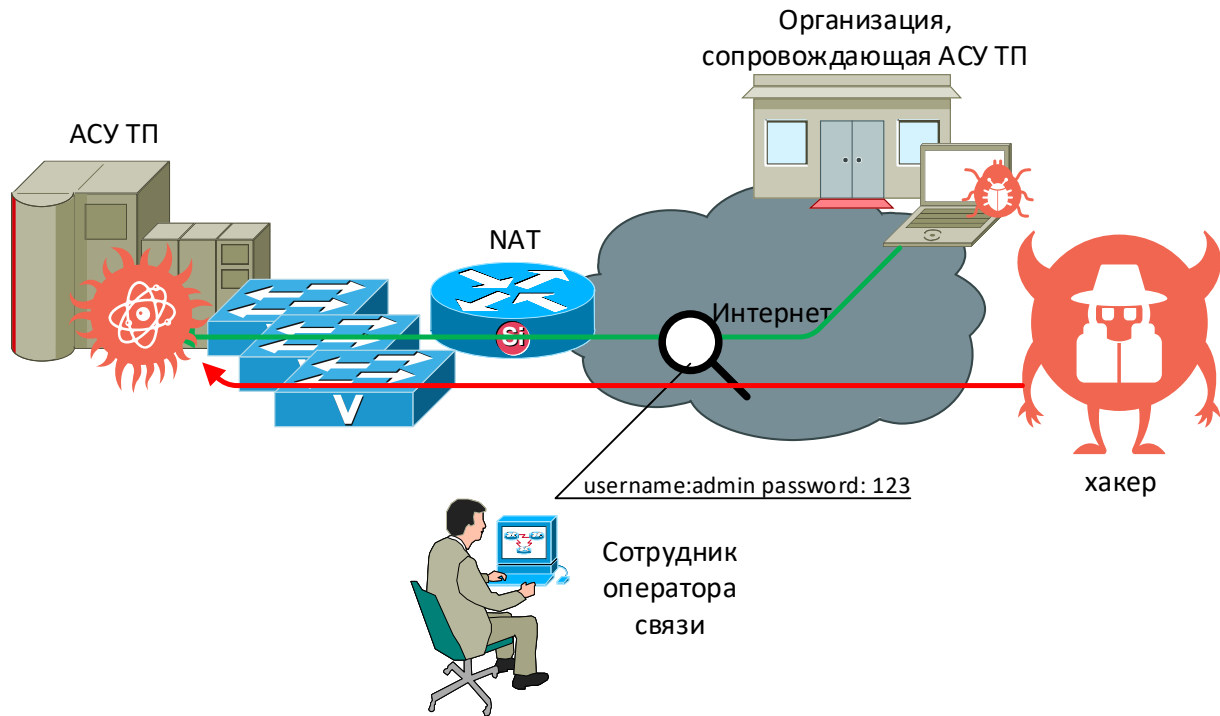 Организация,
сопровождающая АСУ ТП
АСУ ТП
NAT
Si
Интернет
V
username:admin password: 123
хакер
Сотрудник
оператора
связи